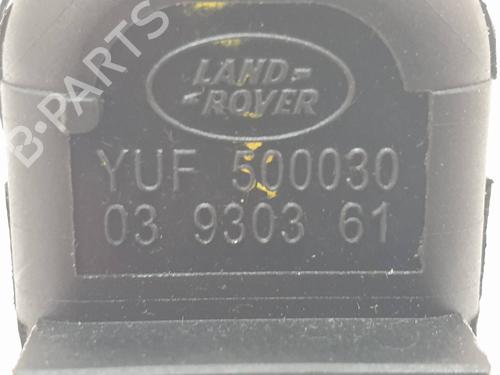 B-PARTS
LAND-
-ROVER
YUF 500030
03 9303 61